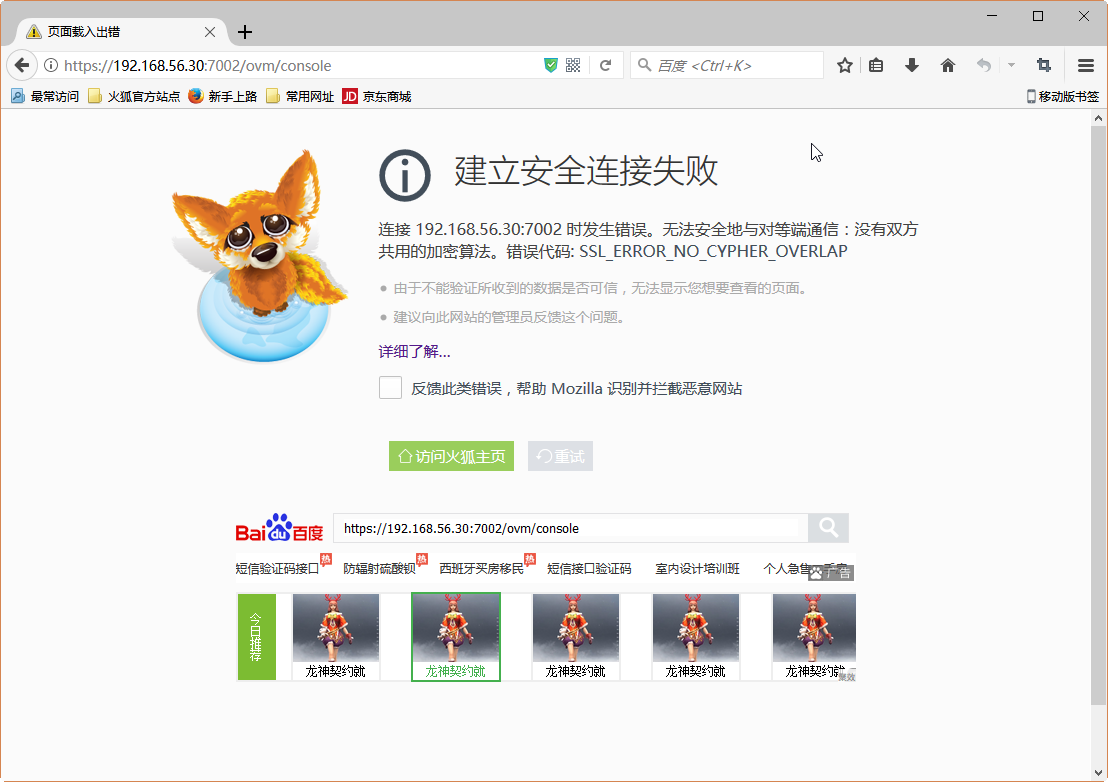 页面载入出错
https://192.168.56.30:7002/ovm/console
百度 <Ctrl+K>
最常访问 火狐官方站点 新手上路 常用网址 JD 京东商城 移动版书签
建立安全连接失败
连接 192.168.56.30:7002 时发生错误。无法安全地与对等端通信：没有双方
共用的加密算法。错误代码: SSL_ERROR_NO_CYPHER_OVERLAP
由于不能验证所收到的数据是否可信，无法显示您想要查看的页面。
建议向此网站的管理员反馈这个问题。
详细了解...
反馈此类错误，帮助 Mozilla 识别并拦截恶意网站
访问火狐主页 重试
Bai du 百度 https://192.168.56.30:7002/ovm/console
短信验证码接口 热 防辐射硫酸钡 热 西班牙买房移民 热 短信接口验证码 室内设计培训班 个人急售 广告
今日推荐
龙神契约就 龙神契约就 龙神契约就 龙神契约就 龙神契约
聚效